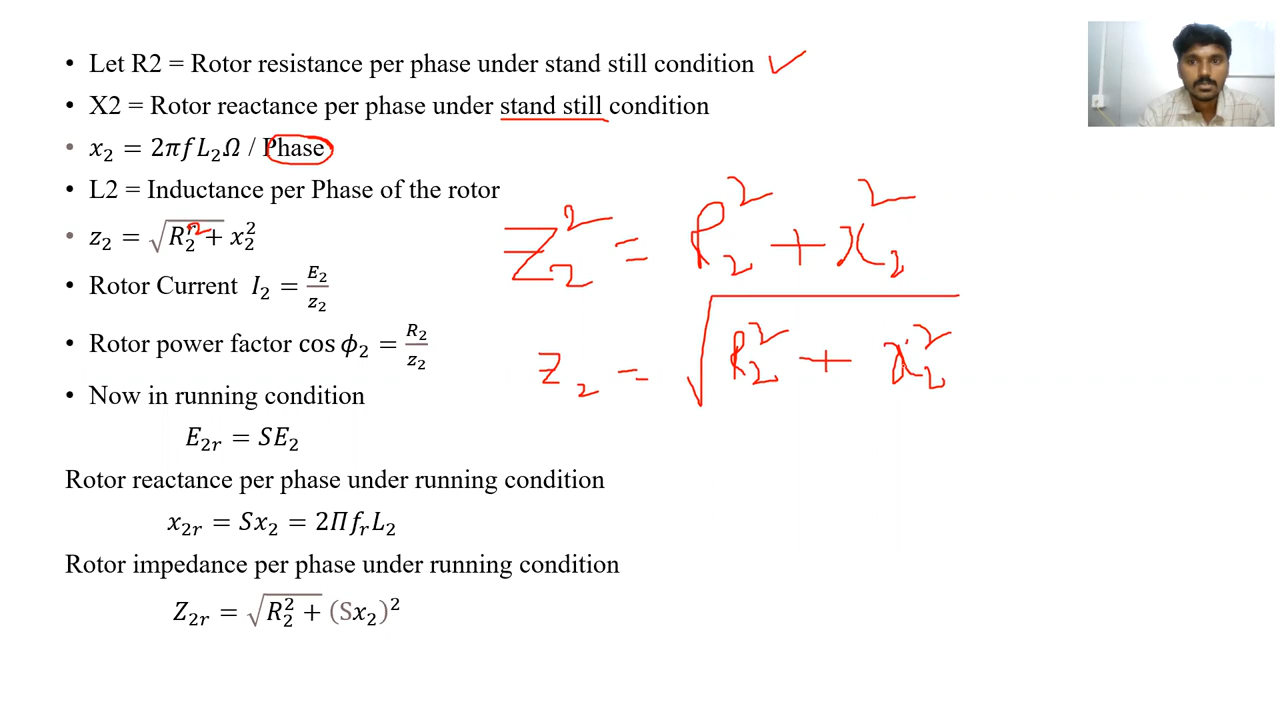 • Let R2 = Rotor resistance per phase under stand still condition ✓
• X2 = Rotor reactance per phase under stand still condition
• x₂ = 2πfL₂Ω / Phase
• L2 = Inductance per Phase of the rotor
Z₂² = R₂² + x₂²
• z₂ = √R₂² + x₂²
• Rotor Current I₂ = E₂/z₂
• Rotor power factor cos ϕ₂ = R₂/z₂
z₂ = √(R₂² + x₂²)
• Now in running condition
E₂ᵣ = SE₂
Rotor reactance per phase under running condition
x₂ᵣ = Sx₂ = 2ΠfᵣL₂
Rotor impedance per phase under running condition
Z₂ᵣ = √R₂² + (Sx₂)²